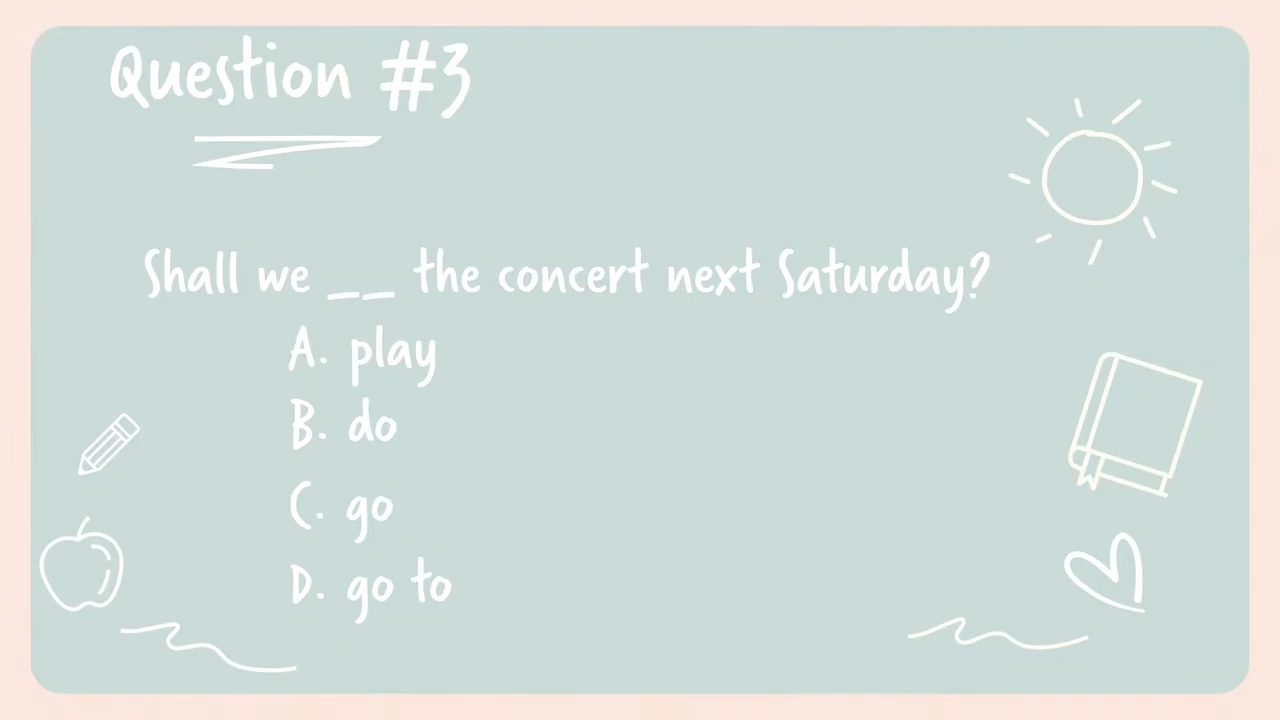 Question #3
Shall we __ the concert next Saturday?
A. play
B. do
C. go
D. go to